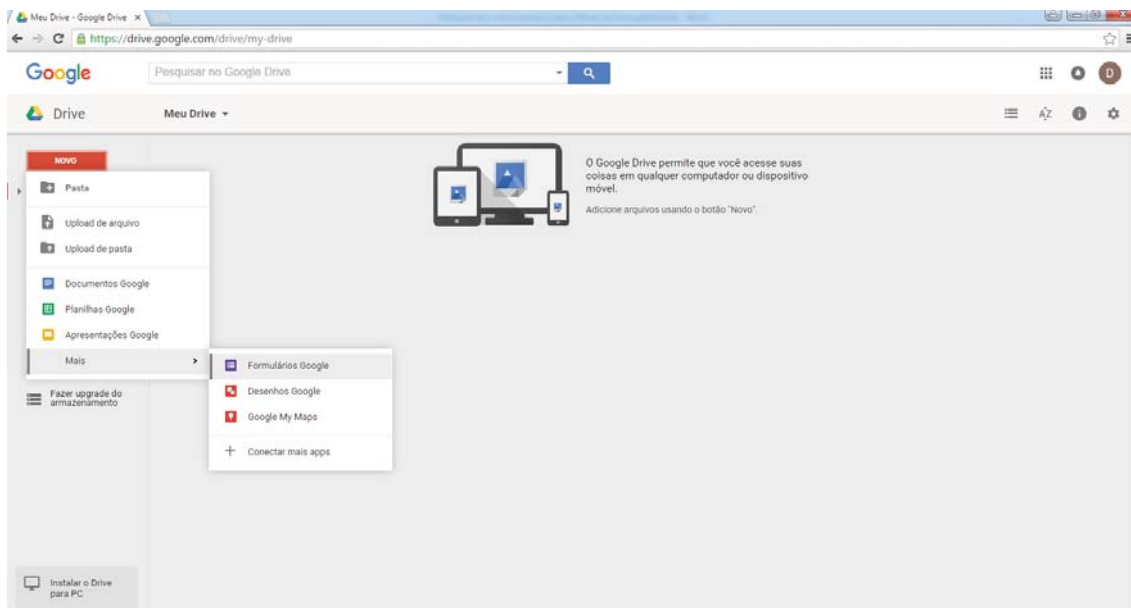 Meu Drive - Google Drive
https://drive.google.com/drive/my-drive
Google
Pesquisar no Google Drive
D
Drive
Meu Drive
AZ
NOVO
Pasta
Upload de arquivo
Upload de pasta
Documentos Google
Planilhas Google
Apresentações Google
Mais
Formulários Google
Desenhos Google
Google My Maps
Conectar mais apps
Fazer upgrade do
armazenamento
Instalar o Drive
para PC
O Google Drive permite que você acesse suas
coisas em qualquer computador ou dispositivo
móvel.
Adicione arquivos usando o botão "Novo".